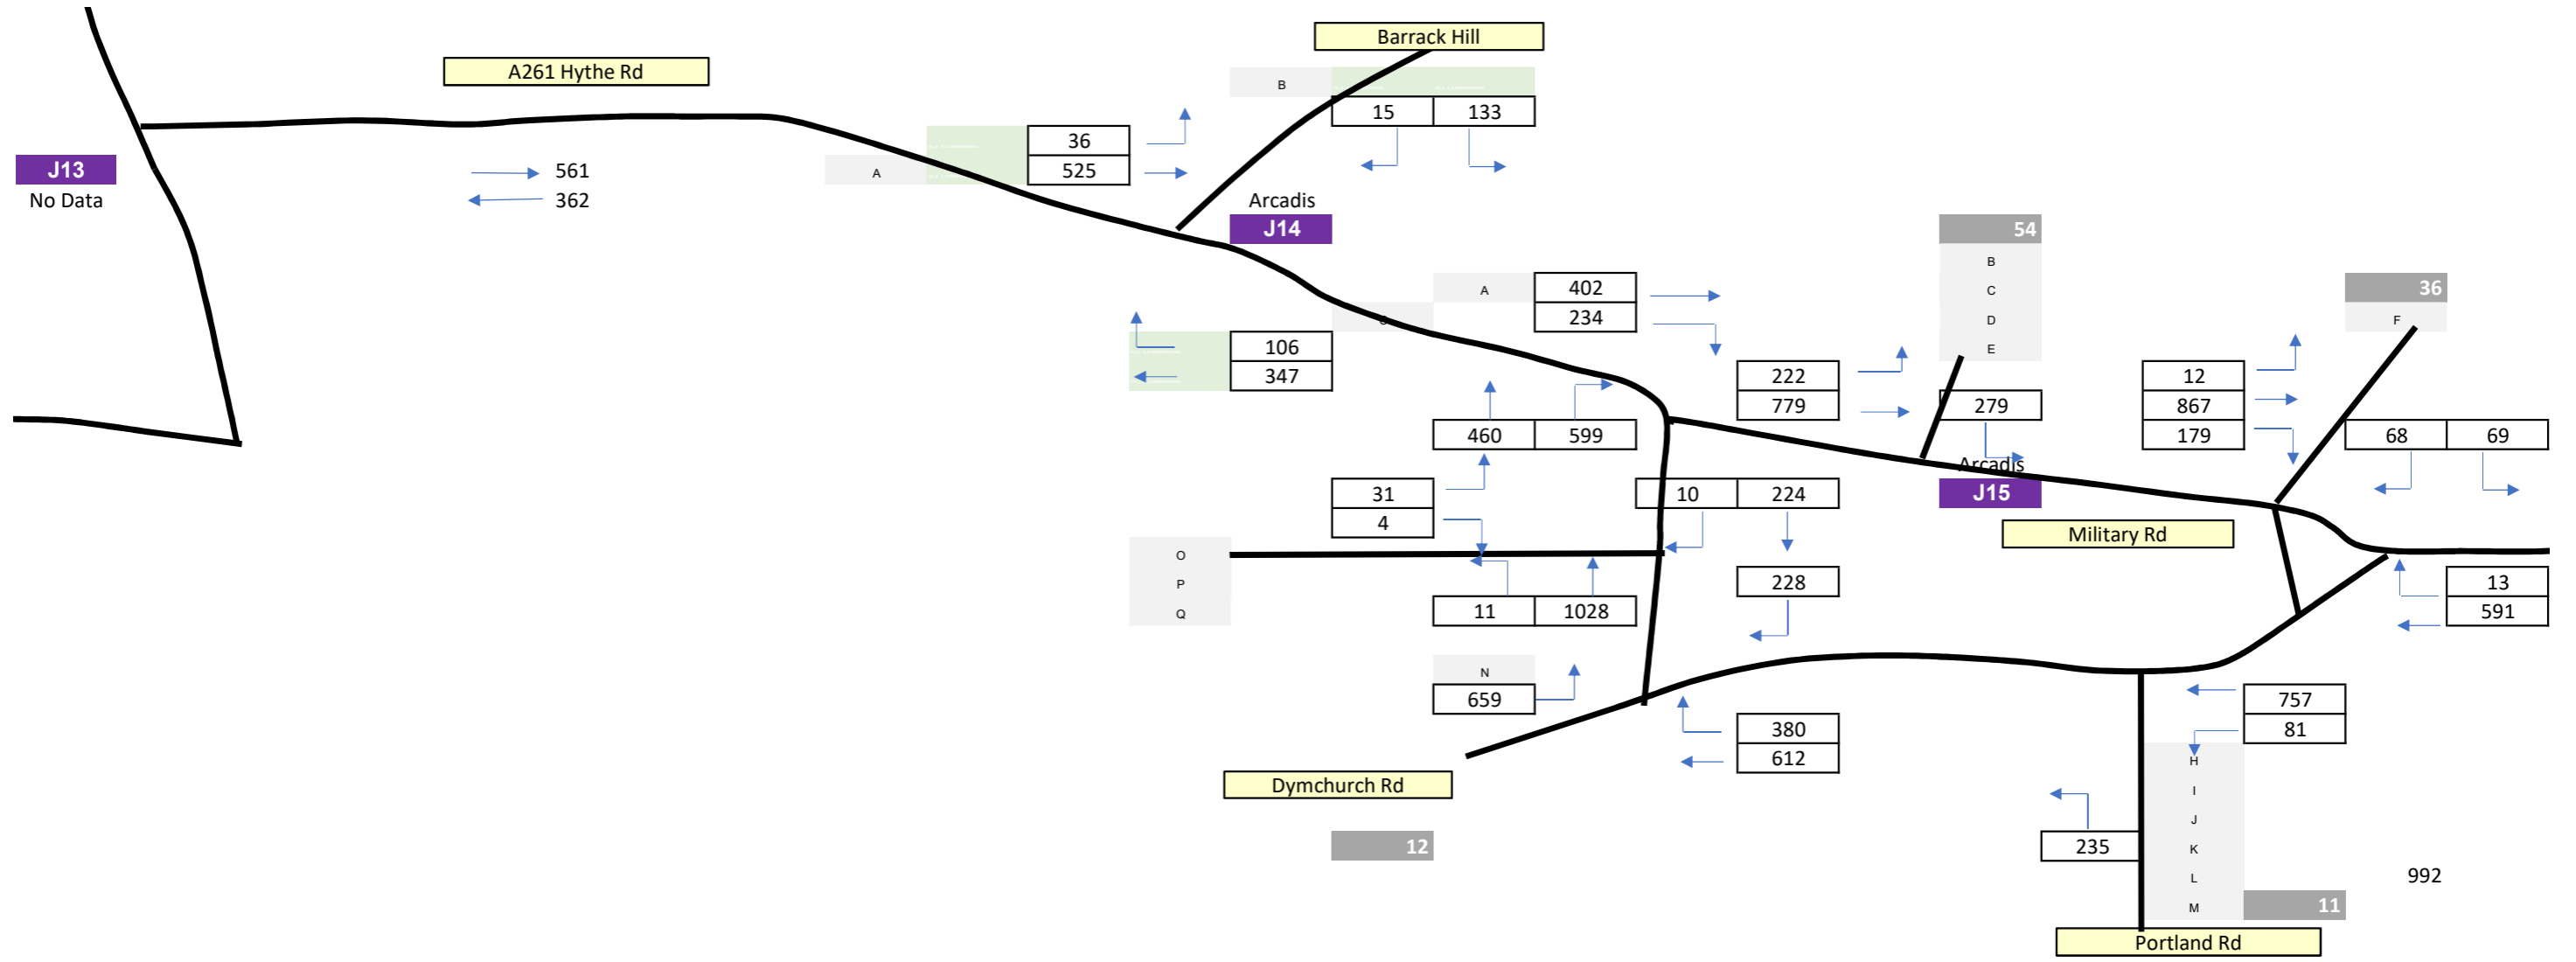 Barrack Hill
A261 Hythe Rd
B
15 133
36
525
A
J13
No Data
561
362
Arcadis
J14
54
B
C
D
E
36
F
A 402
234
106
347
222
779
279
12
867
179
460 599
68 69
Arcadis
J15
31
4
10 224
Military Rd
O
P
Q
228
13
591
11 1028
N
659
757
81
380
612
H
I
J
K
L
M
Dymchurch Rd
12
235
992
11
Portland Rd